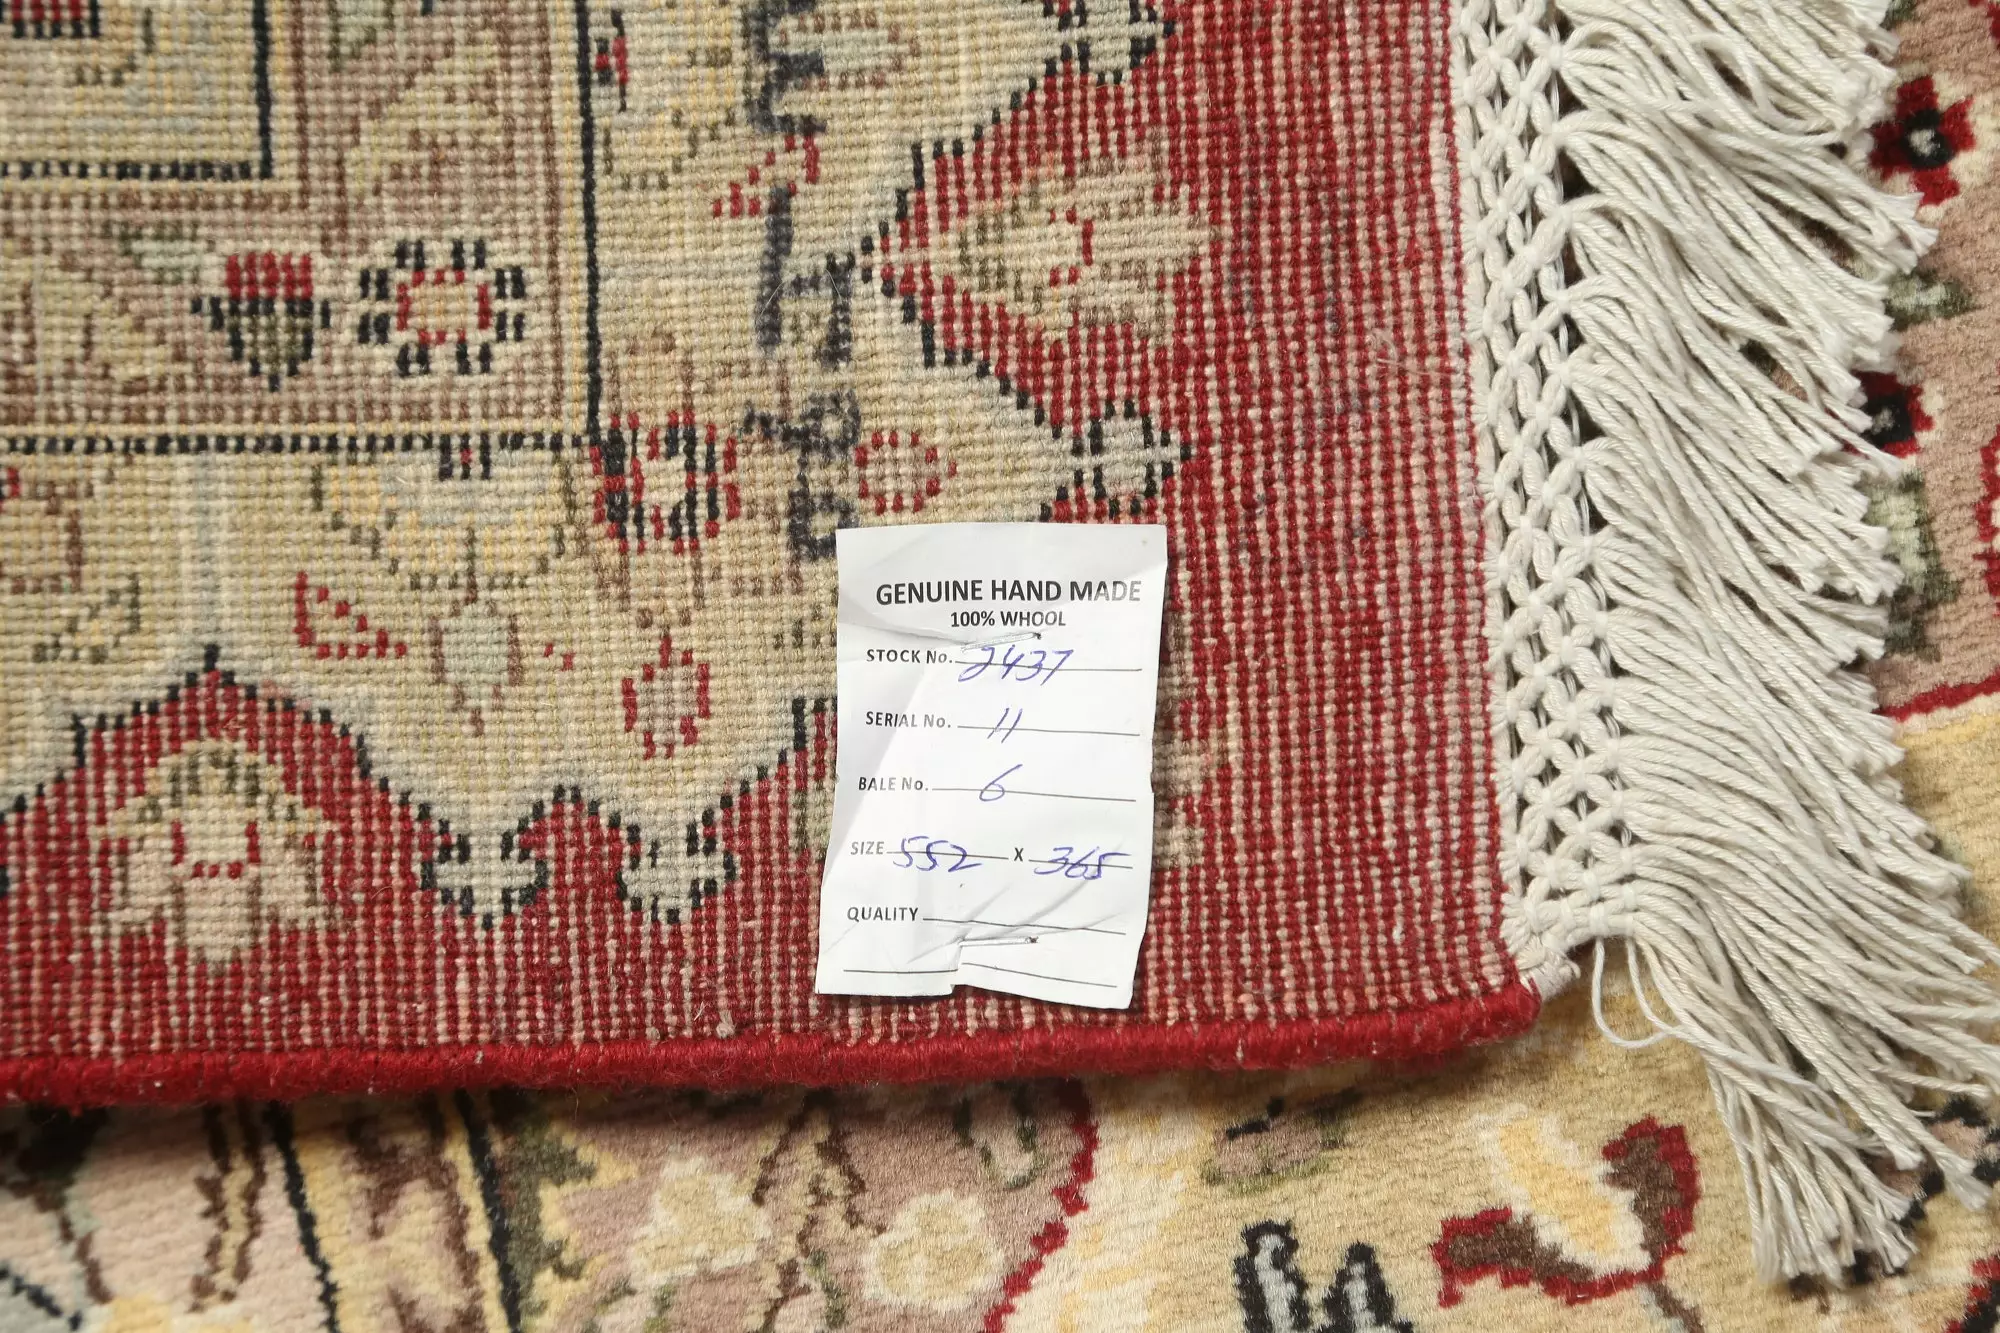 GENUINE HAND MADE
100% WHOOL
STOCK No. 2437
SERIAL No. 11
BALE No. 6
SIZE 552 X 365
QUALITY